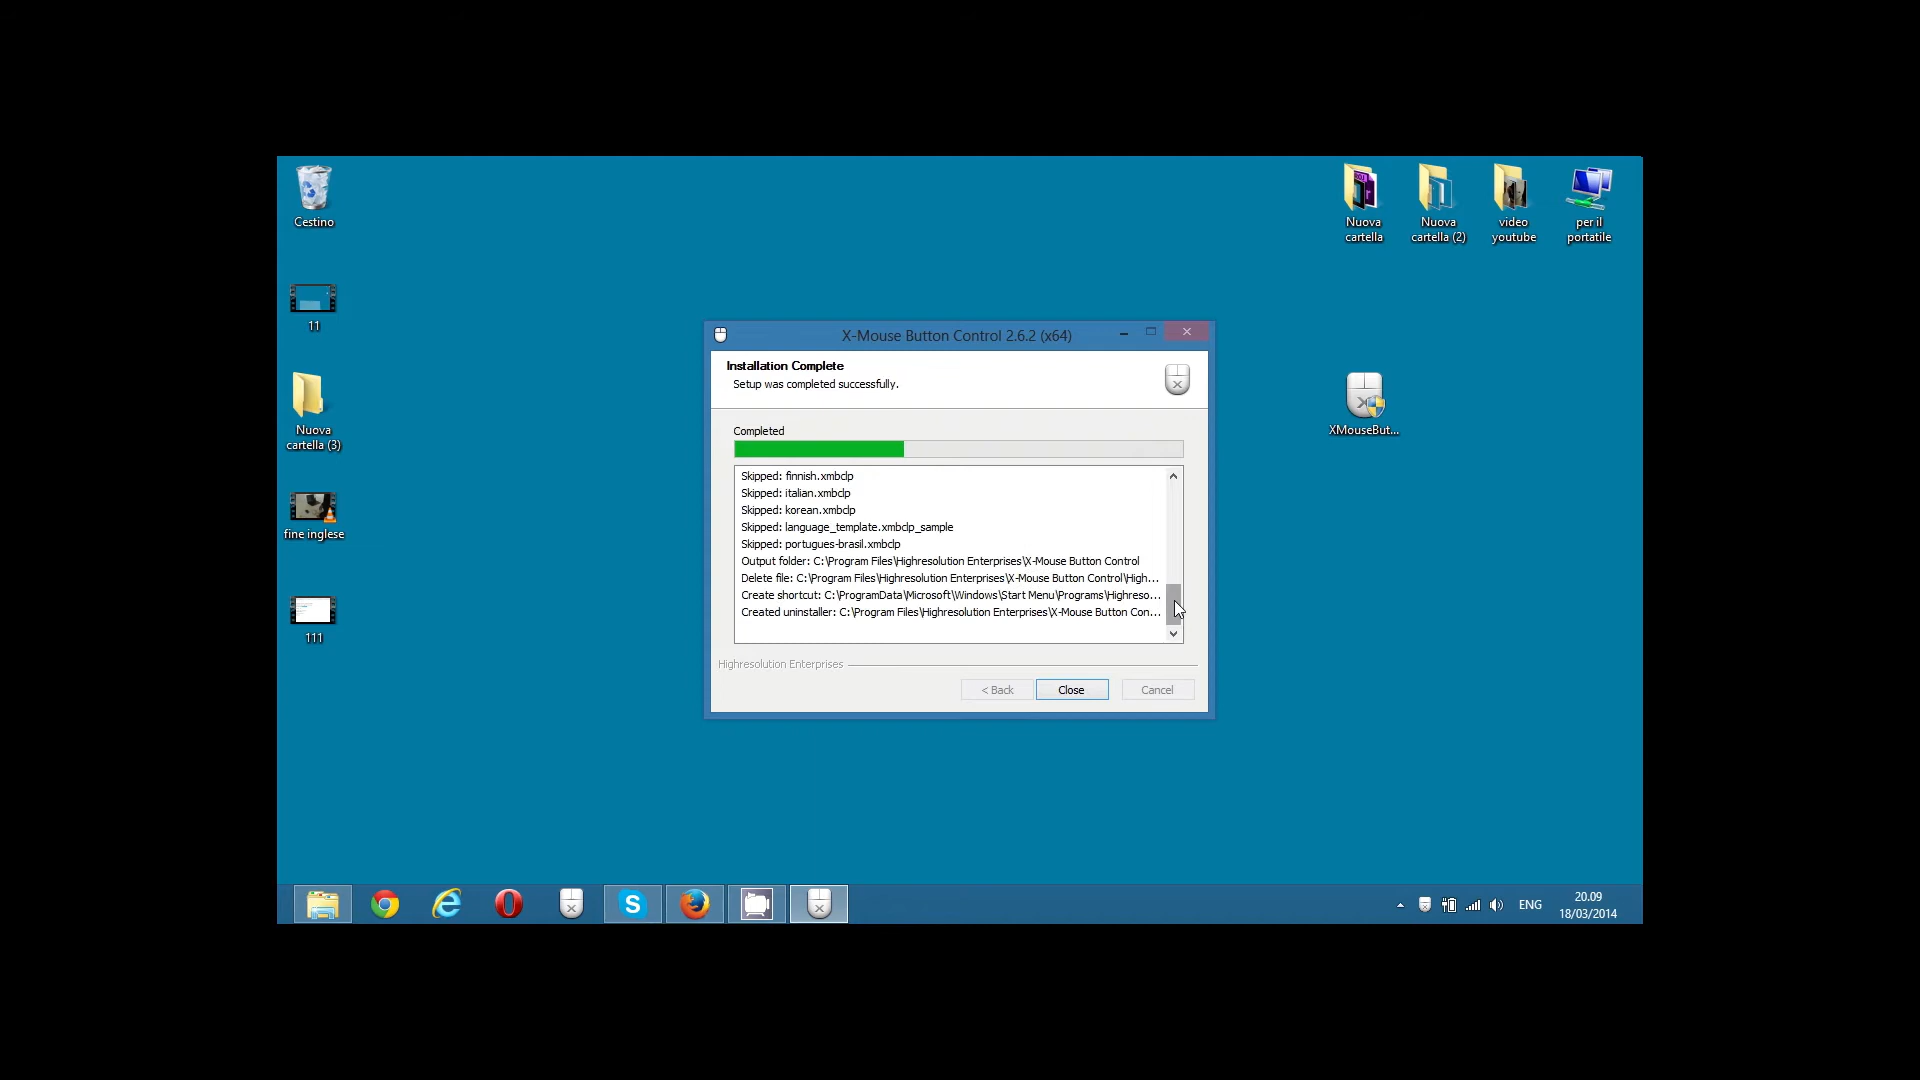 Cestino
11
Nuova
cartella (3)
fine inglese
111
Nuova
cartella
Nuova
cartella (2)
video
youtube
per il
portatile
XMouseBut...
X-Mouse Button Control 2.6.2 (x64)
Installation Complete
Setup was completed successfully.
Completed
Skipped: finnish.xmbclp
Skipped: italian.xmbclp
Skipped: korean.xmbclp
Skipped: language_template.xmbclp_sample
Skipped: portugues-brasil.xmbclp
Output folder: C:\Program Files\Highresolution Enterprises\X-Mouse Button Control
Delete file: C:\Program Files\Highresolution Enterprises\X-Mouse Button Control\High...
Create shortcut: C:\ProgramData\Microsoft\Windows\Start Menu\Programs\Highreso...
Created uninstaller: C:\Program Files\Highresolution Enterprises\X-Mouse Button Con...
Highresolution Enterprises
< Back
Close
Cancel
ENG
20.09
18/03/2014